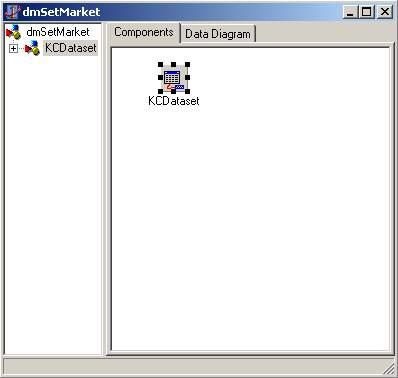 dmSetMarket
dmSetMarket
KCDataset
Components
Data Diagram
KCDataset